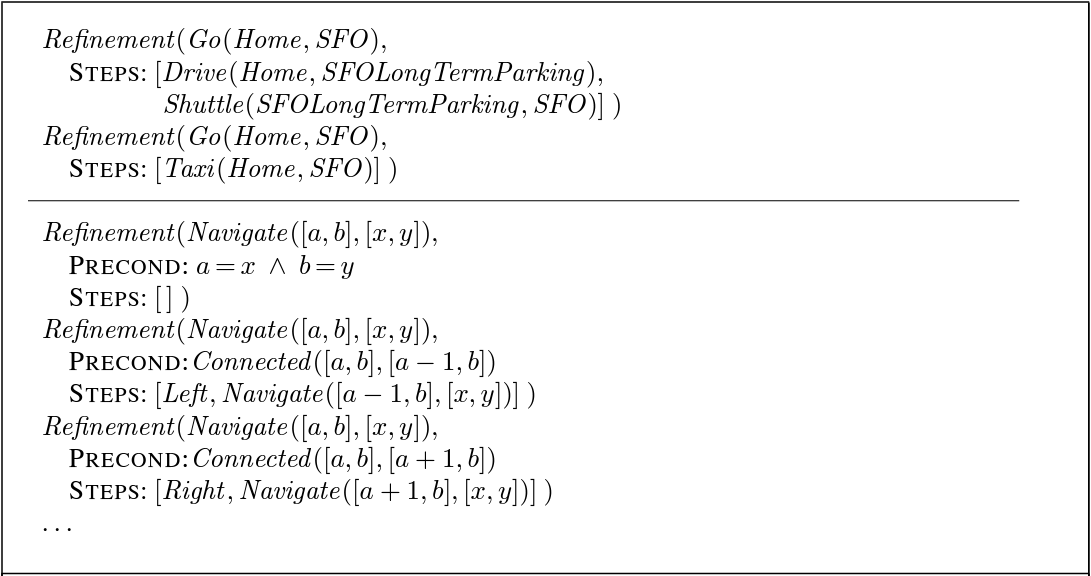 Refinement(Go(Home, SFO),
STEPS: [Drive(Home, SFOLongTermParking),
Shuttle(SFOLongTermParking, SFO)] )
Refinement(Go(Home, SFO),
STEPS: [Taxi(Home, SFO)] )
Refinement(Navigate([a, b], [x, y]),
PRECOND: a = x ∧ b = y
STEPS: [ ] )
Refinement(Navigate([a, b], [x, y]),
PRECOND: Connected([a, b], [a − 1, b])
STEPS: [Left, Navigate([a − 1, b], [x, y])] )
Refinement(Navigate([a, b], [x, y]),
PRECOND: Connected([a, b], [a + 1, b])
STEPS: [Right, Navigate([a + 1, b], [x, y])] )
. . .